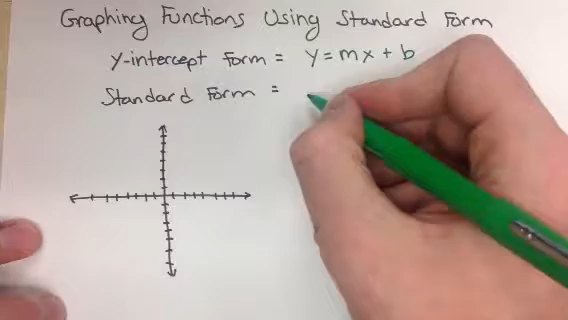 Graphing Functions Using Standard Form
Y-intercept Form = y = mx + b
Standard Form =